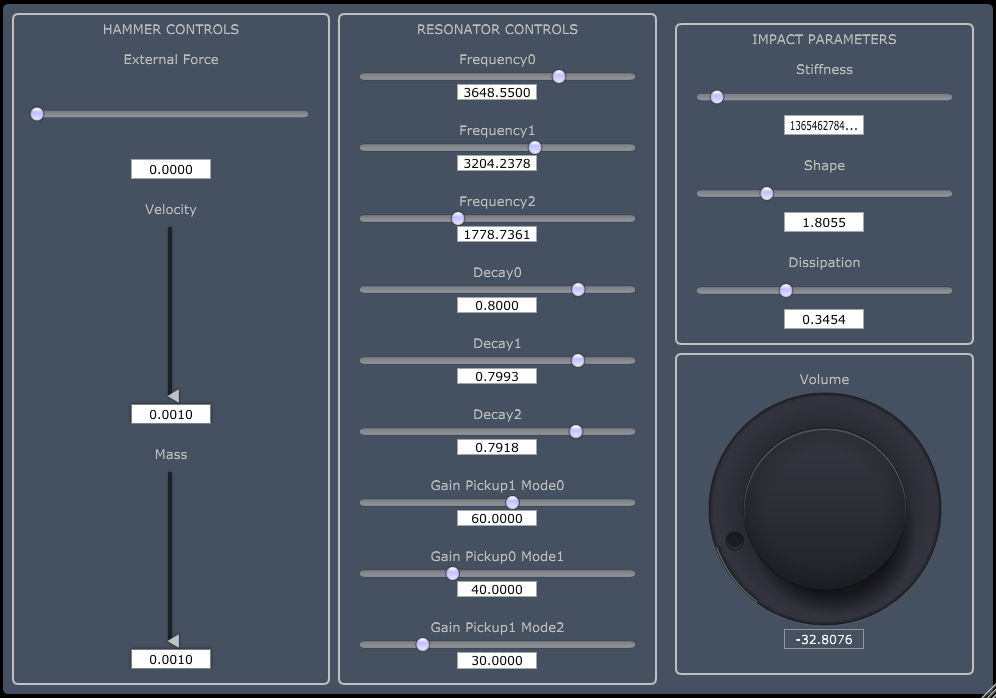 HAMMER CONTROLS
External Force
0.0000
Velocity
0.0010
Mass
0.0010
RESONATOR CONTROLS
Frequency0
3648.5500
Frequency1
3204.2378
Frequency2
1778.7361
Decay0
0.8000
Decay1
0.7993
Decay2
0.7918
Gain Pickup1 Mode0
60.0000
Gain Pickup0 Mode1
40.0000
Gain Pickup1 Mode2
30.0000
IMPACT PARAMETERS
Stiffness
1365462784...
Shape
1.8055
Dissipation
0.3454
Volume
-32.8076